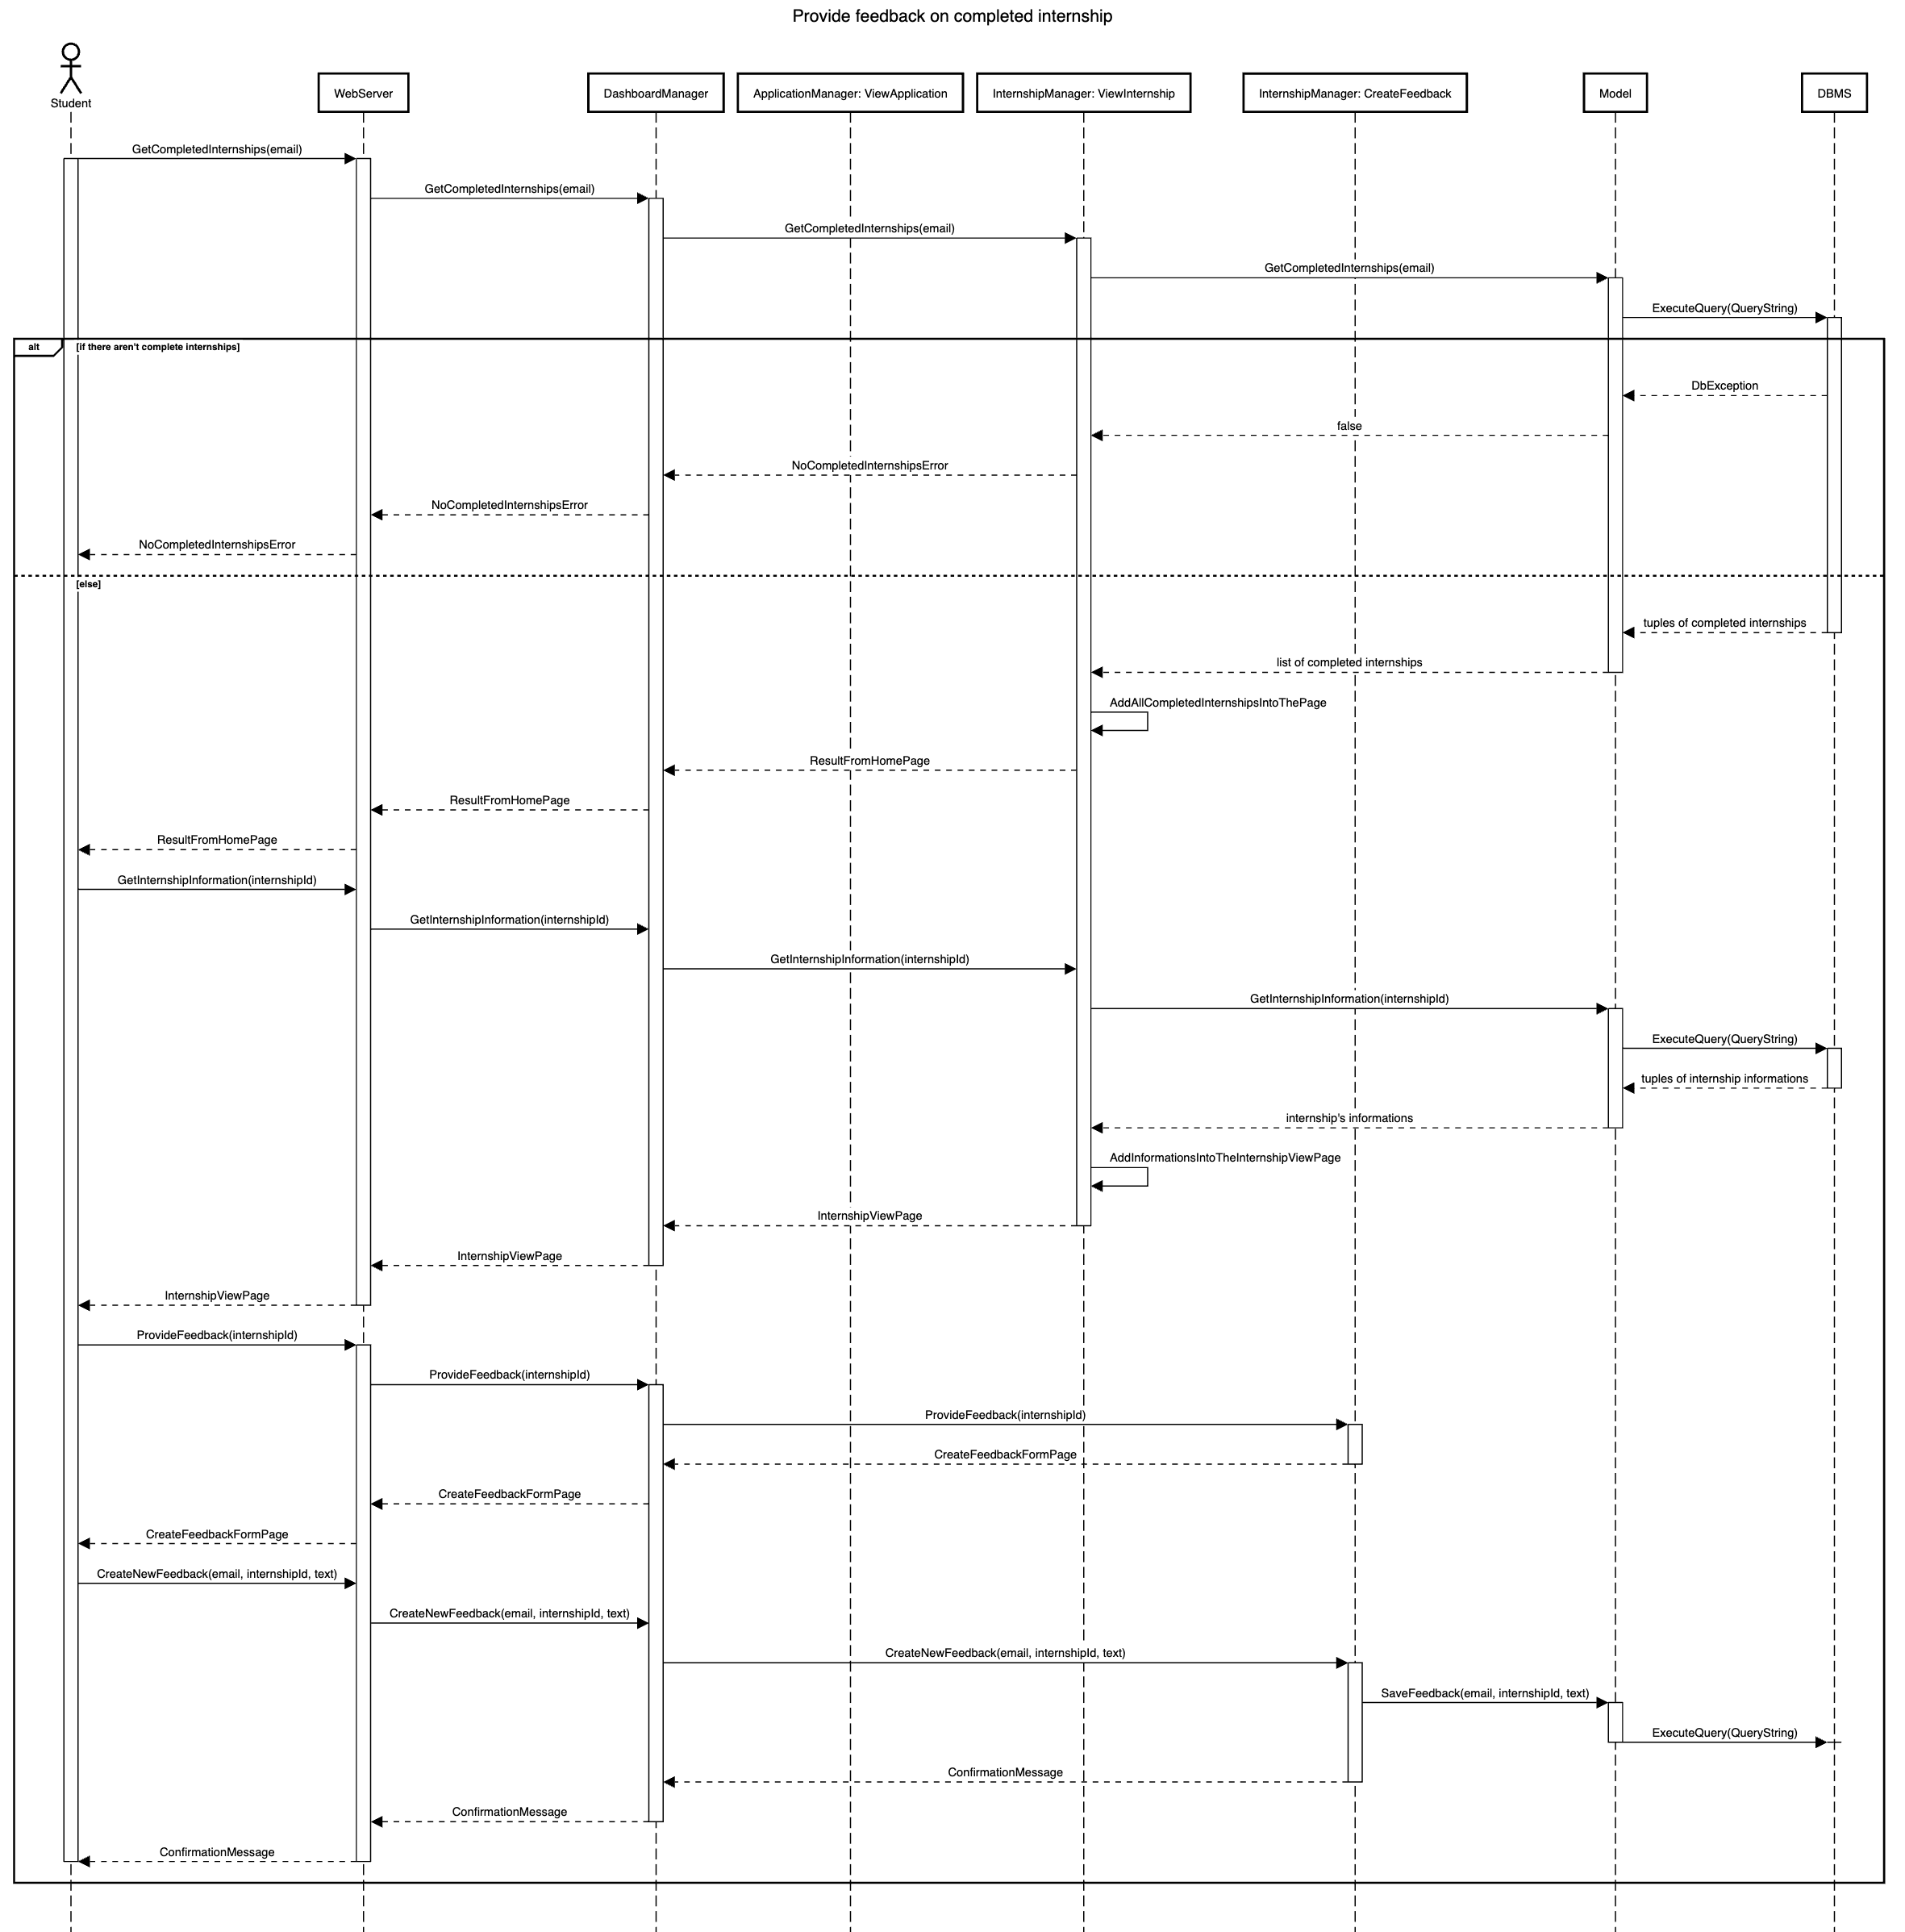 Provide feedback on completed internship
Student
WebServer
DashboardManager
ApplicationManager: ViewApplication
InternshipManager: ViewInternship
InternshipManager: CreateFeedback
Model
DBMS
GetCompletedInternships(email)
GetCompletedInternships(email)
GetCompletedInternships(email)
GetCompletedInternships(email)
ExecuteQuery(QueryString)
alt
[if there aren't complete internships]
DbException
false
NoCompletedInternshipsError
NoCompletedInternshipsError
NoCompletedInternshipsError
[else]
tuples of completed internships
list of completed internships
AddAllCompletedInternshipsIntoThePage
ResultFromHomePage
ResultFromHomePage
ResultFromHomePage
GetInternshipInformation(internshipId)
GetInternshipInformation(internshipId)
GetInternshipInformation(internshipId)
GetInternshipInformation(internshipId)
ExecuteQuery(QueryString)
tuples of internship informations
internship's informations
AddInformationsIntoTheInternshipViewPage
InternshipViewPage
InternshipViewPage
InternshipViewPage
ProvideFeedback(internshipId)
ProvideFeedback(internshipId)
ProvideFeedback(internshipId)
CreateFeedbackFormPage
CreateFeedbackFormPage
CreateFeedbackFormPage
CreateNewFeedback(email, internshipId, text)
CreateNewFeedback(email, internshipId, text)
CreateNewFeedback(email, internshipId, text)
SaveFeedback(email, internshipId, text)
ExecuteQuery(QueryString)
ConfirmationMessage
ConfirmationMessage
ConfirmationMessage